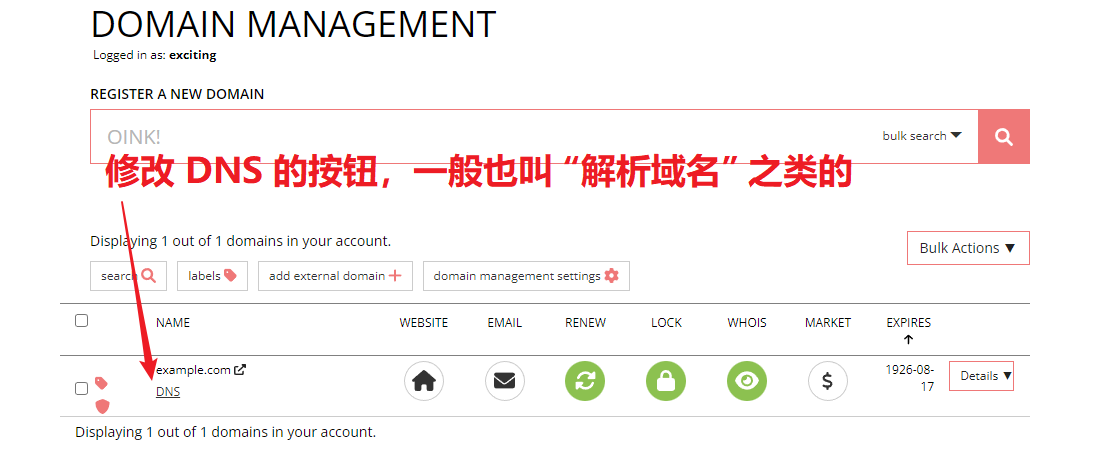 DOMAIN MANAGEMENT
Logged in as: exciting
REGISTER A NEW DOMAIN
OINK!
bulk search
修改 DNS 的按钮，一般也叫 “解析域名” 之类的
Displaying 1 out of 1 domains in your account.
Bulk Actions ▼
search
labels
add external domain
domain management settings
NAME WEBSITE EMAIL RENEW LOCK WHOIS MARKET EXPIRES
example.com 1926-08-17 Details ▼
DNS
Displaying 1 out of 1 domains in your account.